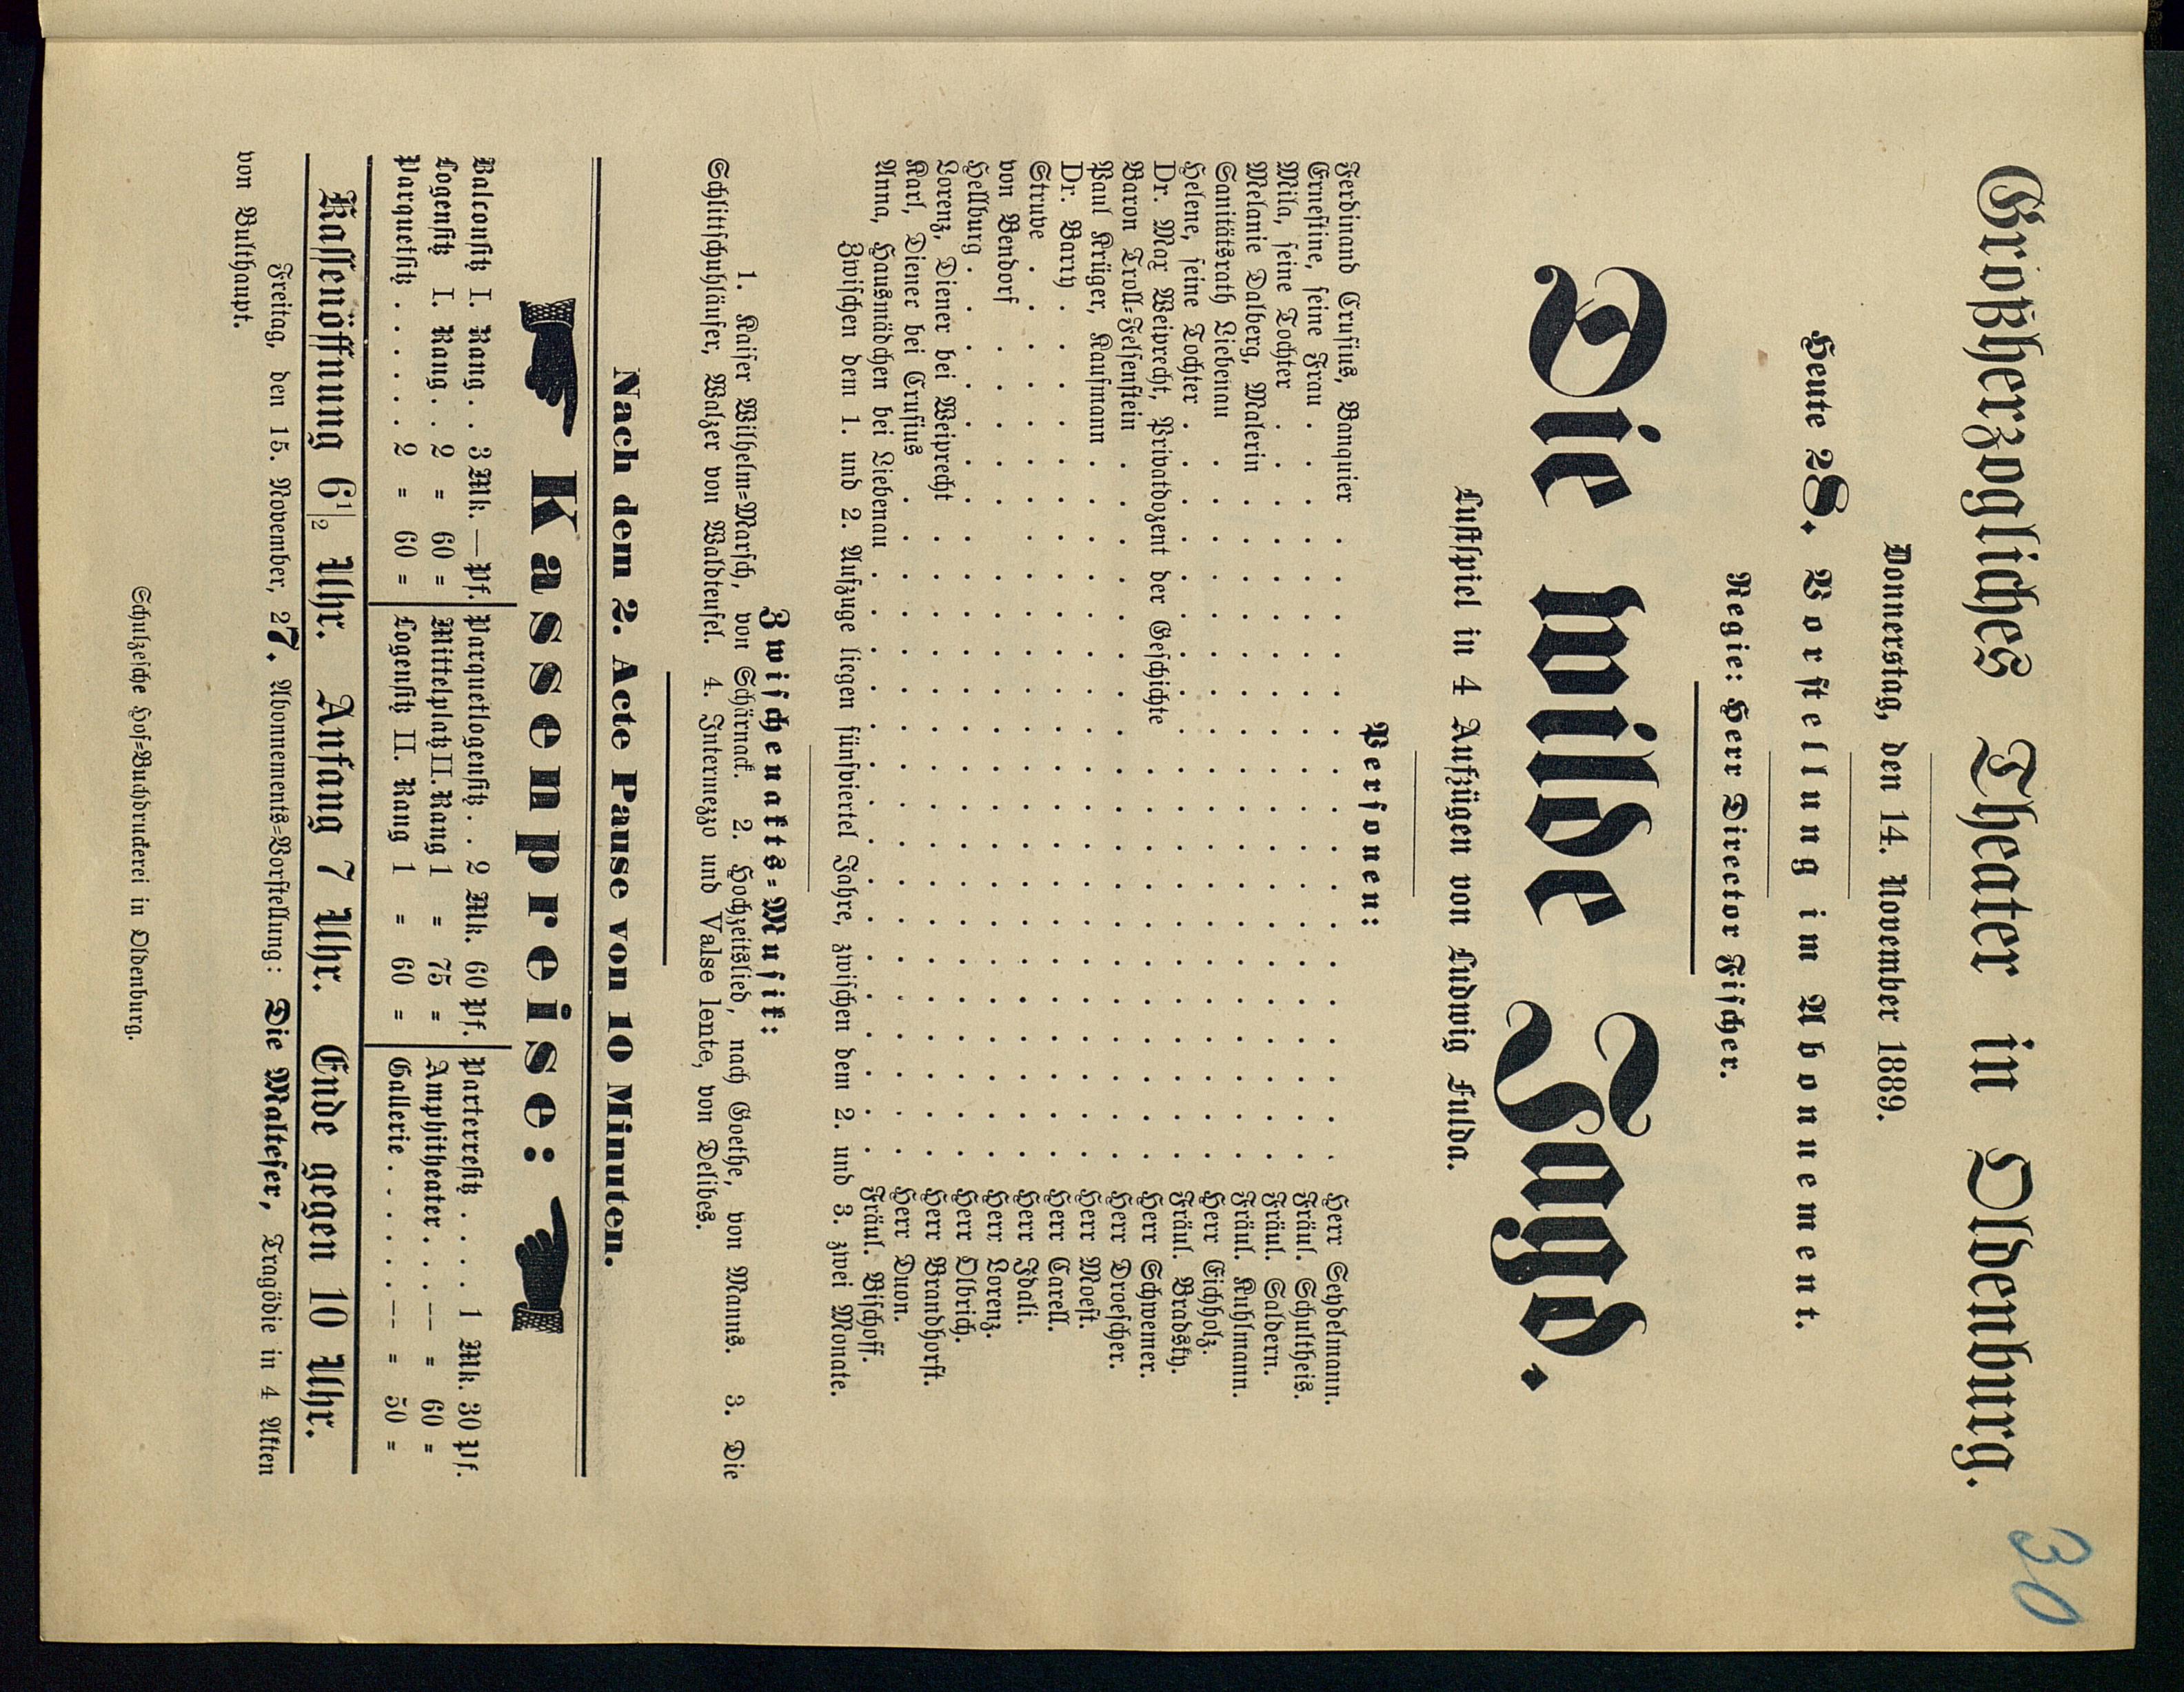 30
Großherzogliches Theater in Oldenburg.
Donnerstag, den 14. November 1889.
Heute 28. Vorstellung im Abonnement.
Regie: Herr Director Fischer.
Die wilde Jagd.
Lustspiel in 4 Aufzügen von Ludwig Fulda.
Personen:
Ferdinand Crusius, Banquier . . . . . . . . . Herr Seydelmann.
Ernestine, seine Frau . . . . . . . . . . Fräul. Schultheis.
Mila, seine Tochter . . . . . . . . . . Fräul. Saldern.
Melanie Dalberg, Malerin . . . . . . . . . Fräul. Kuhlmann.
Sanitätsrath Liebenau . . . . . . . . . . Herr Eichholz.
Helene, seine Tochter . . . . . . . . . . Fräul. Bradsky.
Dr. Max Weiprecht, Privatdozent der Geschichte . . . . . . Herr Schwemer.
Baron Troll=Felsenstein . . . . . . . . . . Herr Droescher.
Paul Krüger, Kaufmann . . . . . . . . . . Herr Moest.
Dr. Barry . . . . . . . . . . . . Herr Carell.
Struve . . . . . . . . . . . . . Herr Idali.
von Bendorf . . . . . . . . . . . . Herr Lorenz.
Hellburg . . . . . . . . . . . . . Herr Olbrich.
Lorenz, Diener bei Weiprecht . . . . . . . . . Herr Brandhorst.
Karl, Diener bei Crusius . . . . . . . . . . Herr Duon.
Anna, Hausmädchen bei Liebenau . . . . . . . . . Fräul. Bischoff.
Zwischen dem 1. und 2. Aufzuge liegen fünfviertel Jahre, zwischen dem 2. und 3. zwei Monate.
Zwischenakts=Musik:
1. Kaiser Wilhelm=Marsch, von Schärnack. 2. Hochzeitslied, nach Goethe, von Manns. 3. Die
Schlittschuhläufer, Walzer von Waldteufel. 4. Intermezzo und Valse lente, von Delibes.
Nach dem 2. Acte Pause von 10 Minuten.
Kassenpreise:
Balconsitz I. Rang . . 3 Mk. — Pf. Parquetlogensitz . . 2 Mk. 60 Pf. Parterresitz . . . . 1 Mk. 30 Pf.
Logensitz I. Rang . . 2 = 60 = Mittelplatz II. Rang 1 = 75 = Amphitheater . . . -- = 60 =
Parquetsitz . . . . . . 2 = 60 = Logensitz II. Rang 1 = 60 = Gallerie . . . . . . -- = 50 =
Kassenöffnung 6½ Uhr. Anfang 7 Uhr. Ende gegen 10 Uhr.
Freitag, den 15. November, 27. Abonnements=Vorstellung: Die Malteser, Tragödie in 4 Akten
von Bulthaupt.
Schulzesche Hof=Buchdruckerei in Oldenburg.